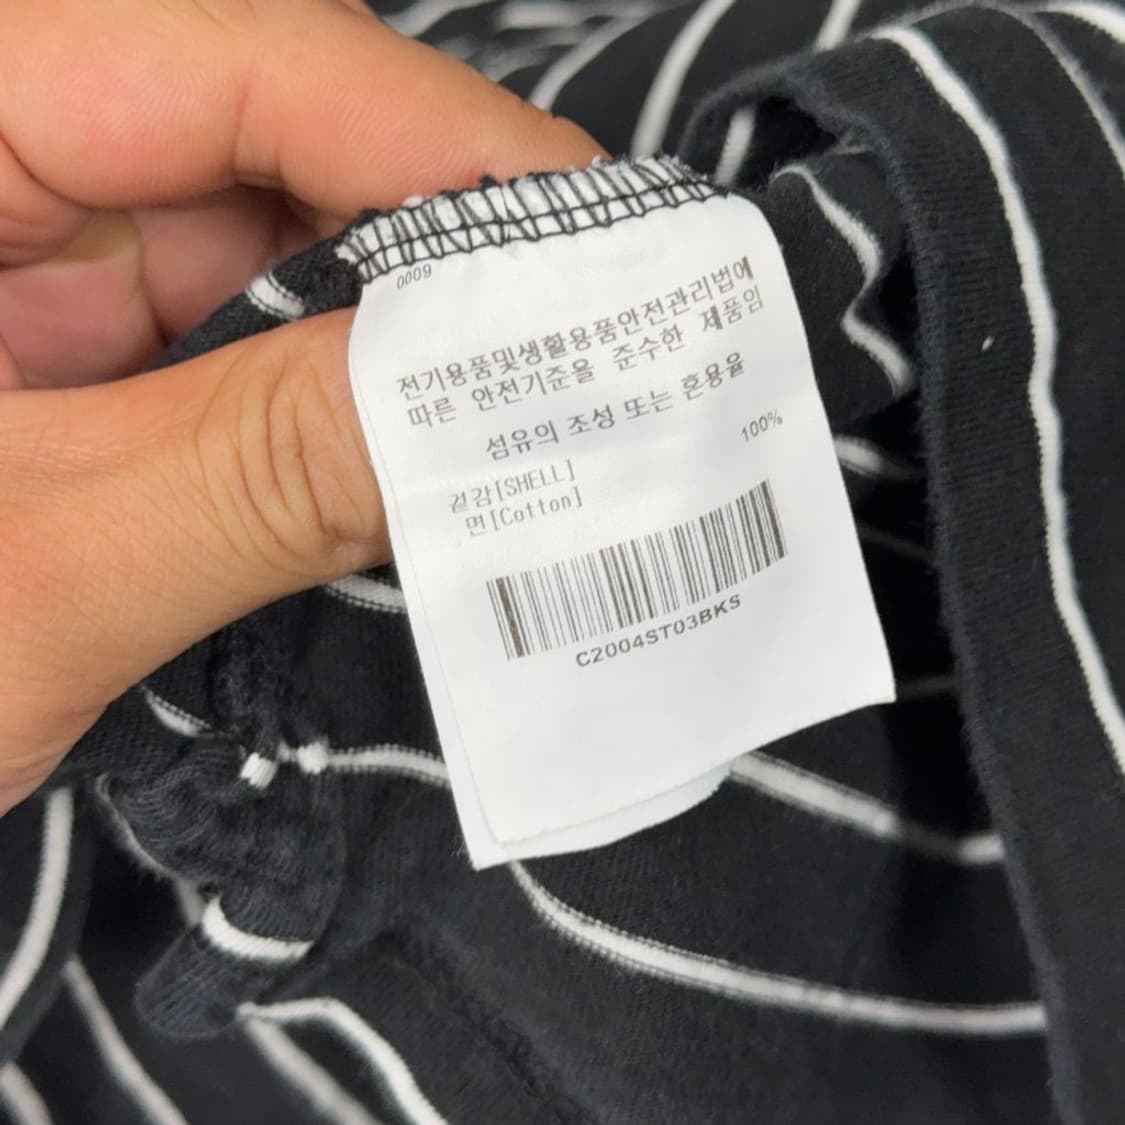 0009
전기용품및생활용품안전관리법에
따른 안전기준을 준수한 제품임
섬유의 조성 또는 혼용율
100%
겉감[SHELL]
면[Cotton]
C2004ST03BKS